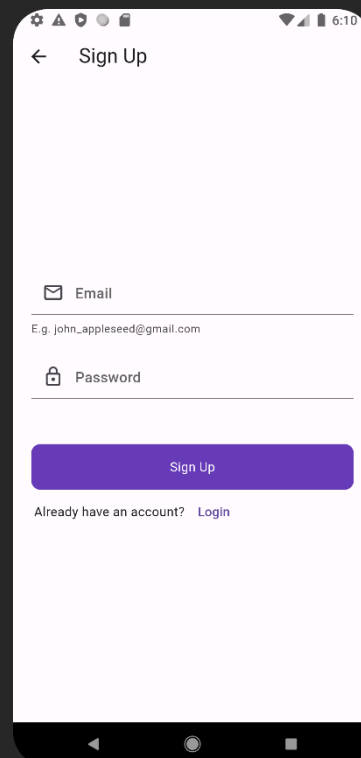 6:10
Sign Up
Email
E.g. john_appleseed@gmail.com
Password
Sign Up
Already have an account? Login